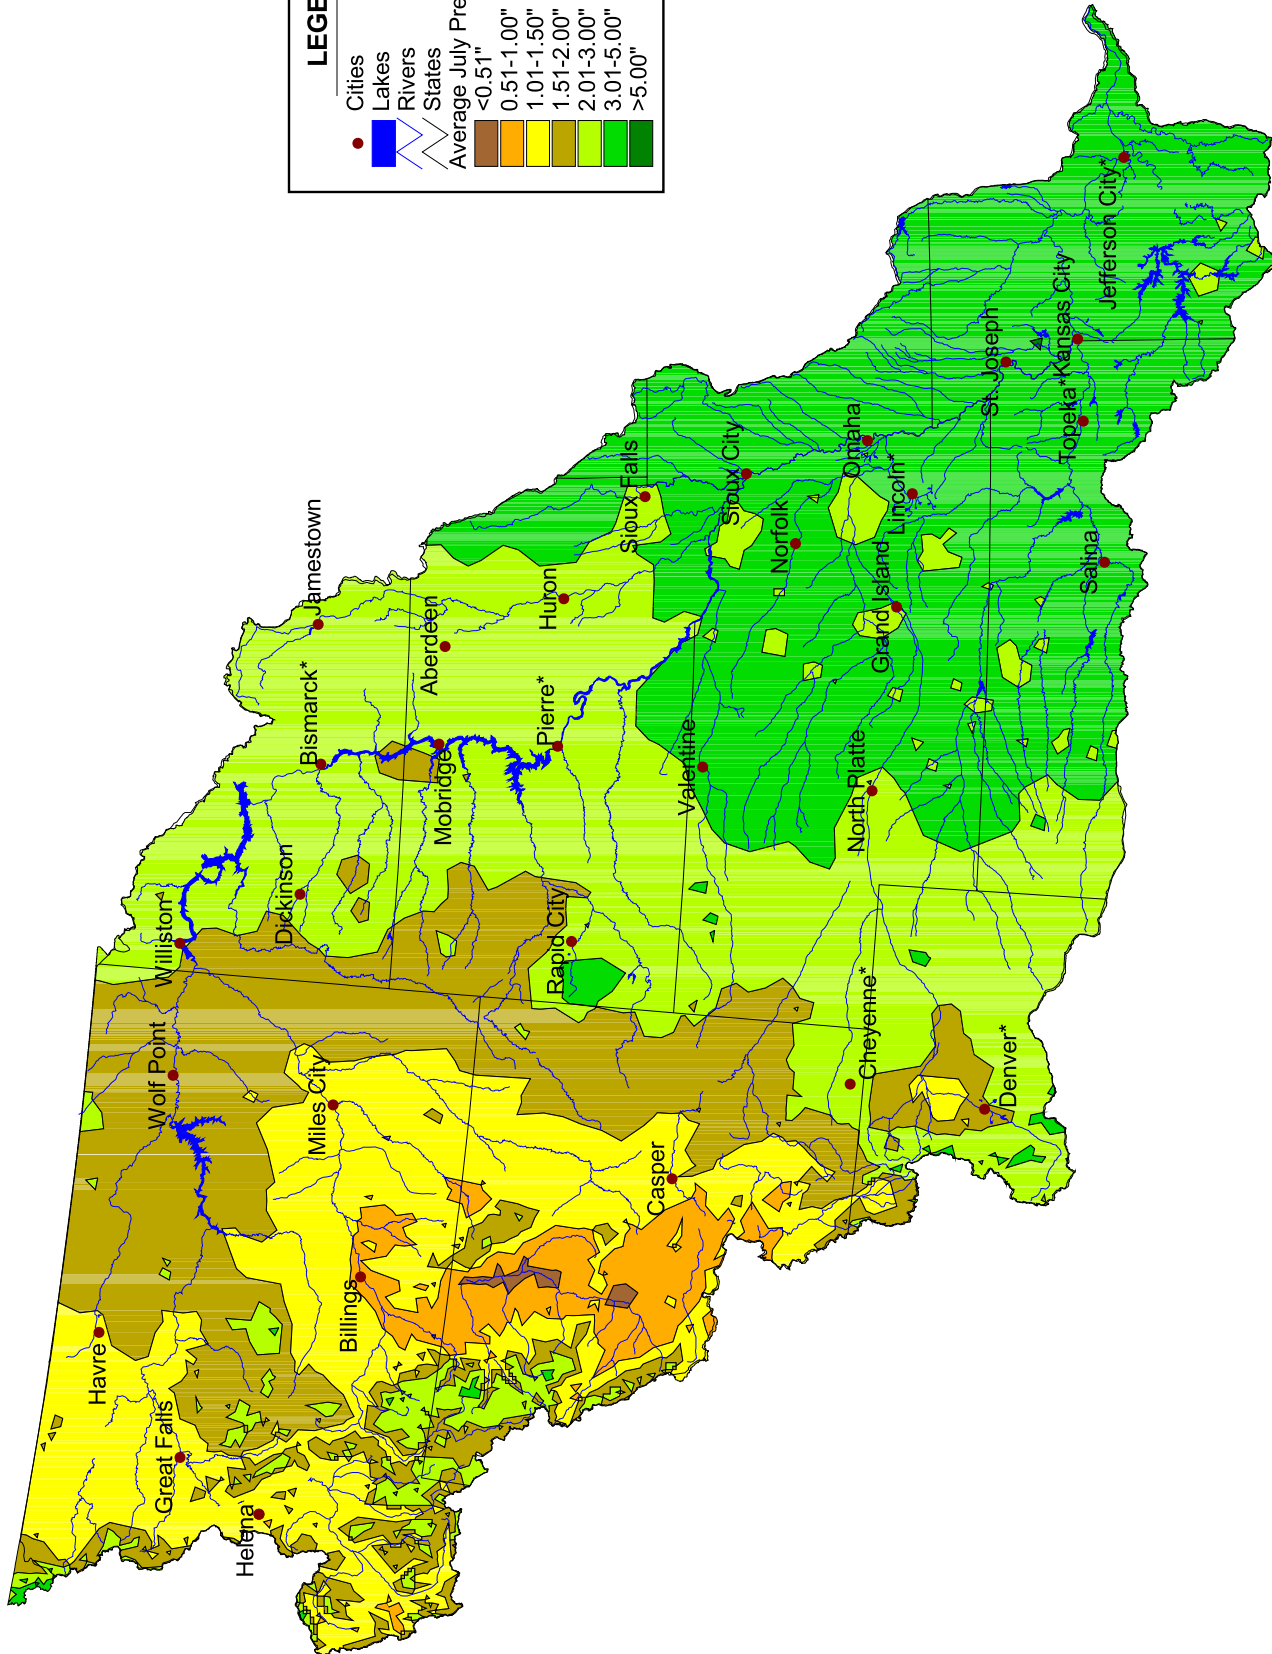 LEGE
Cities
Lakes
Rivers
States
Average July Pre
<0.51"
0.51-1.00"
1.01-1.50"
1.51-2.00"
2.01-3.00"
3.01-5.00"
>5.00"
Havre
Great Falls
Helena
Wolf Point
Williston
Miles City
Billings
Dickinson
Bismarck*
Jamestown
Mobridge
Aberdeen
Casper
Rapid City
Pierre*
Huron
Sioux Falls
Valentine
Sioux City
Norfolk
Cheyenne*
North Platte
Grand Island
Omaha
Lincoln*
Denver*
St. Joseph
Salina
Topeka*
Kansas City
Jefferson City*